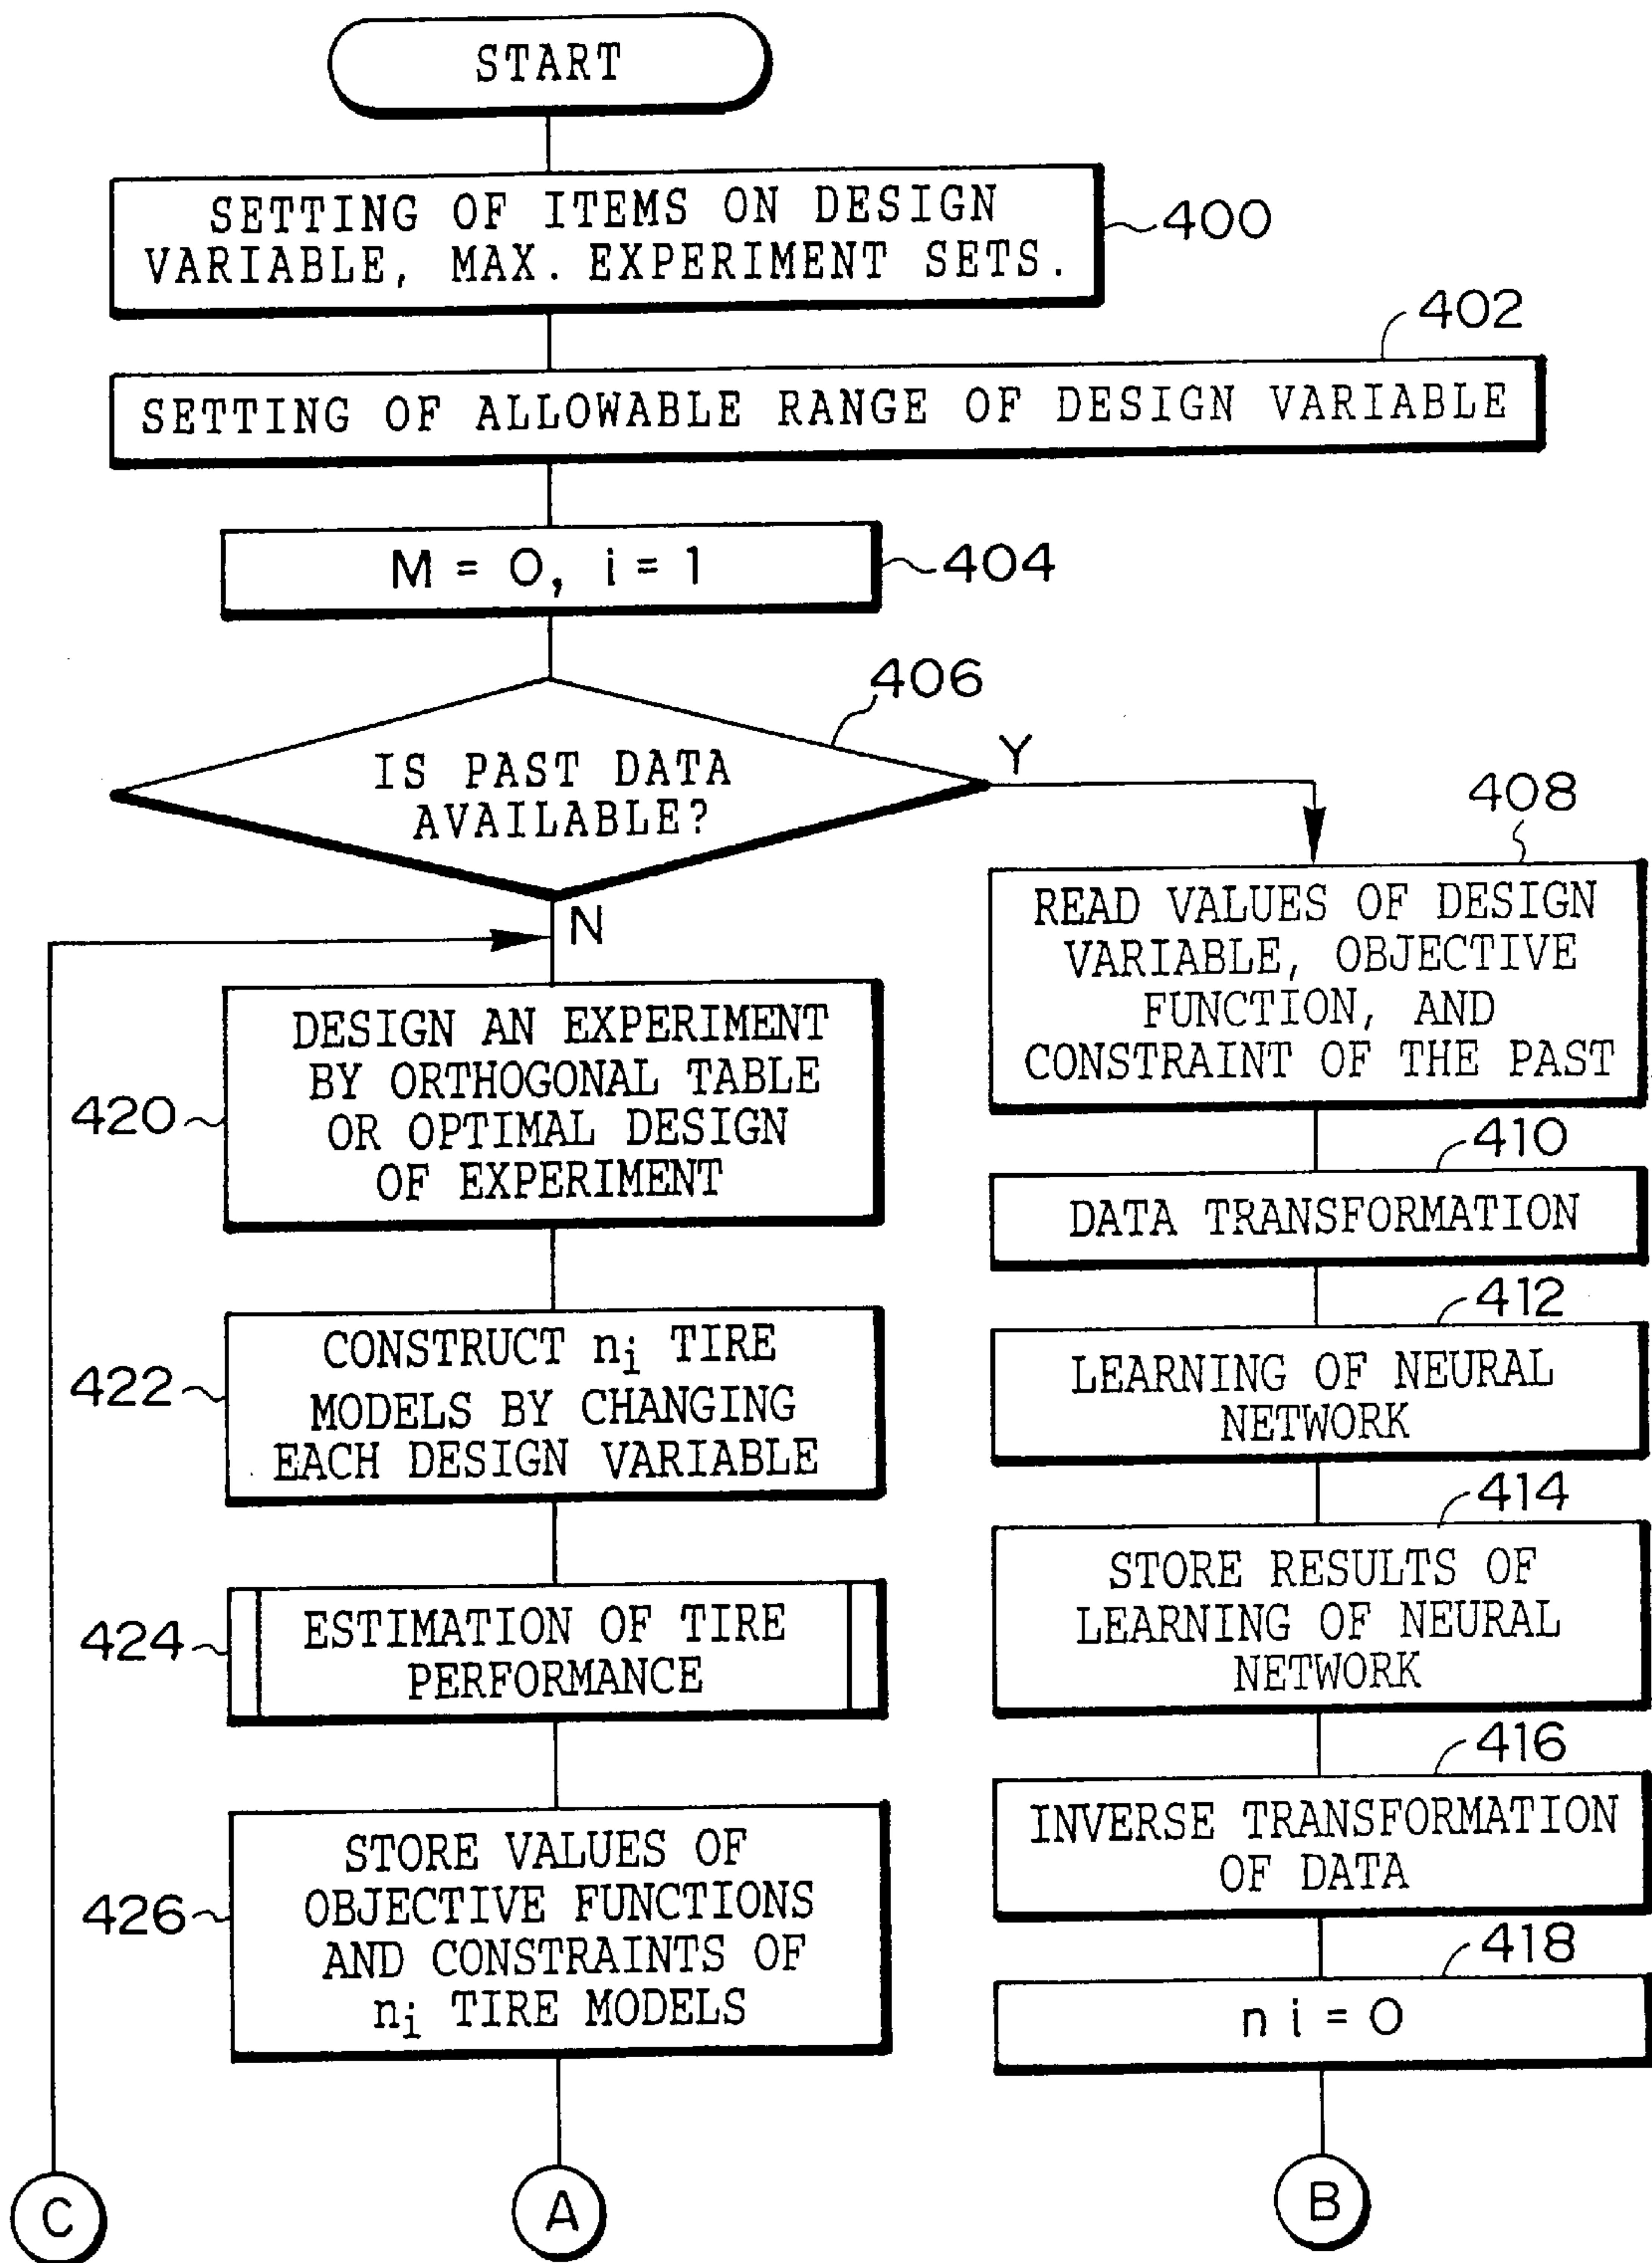 START
SETTING OF ITEMS ON DESIGN
VARIABLE, MAX. EXPERIMENT SETS.
400
402
SETTING OF ALLOWABLE RANGE OF DESIGN VARIABLE
M = 0, i = 1
404
406
IS PAST DATA
AVAILABLE?
Y
N
408
READ VALUES OF DESIGN
VARIABLE, OBJECTIVE
FUNCTION, AND
CONSTRAINT OF THE PAST
410
DATA TRANSFORMATION
412
LEARNING OF NEURAL
NETWORK
414
STORE RESULTS OF
LEARNING OF NEURAL
NETWORK
416
INVERSE TRANSFORMATION
OF DATA
418
n i = 0
B
420
DESIGN AN EXPERIMENT
BY ORTHOGONAL TABLE
OR OPTIMAL DESIGN
OF EXPERIMENT
422
CONSTRUCT ni TIRE
MODELS BY CHANGING
EACH DESIGN VARIABLE
424
ESTIMATION OF TIRE
PERFORMANCE
426
STORE VALUES OF
OBJECTIVE FUNCTIONS
AND CONSTRAINTS OF
ni TIRE MODELS
A
C